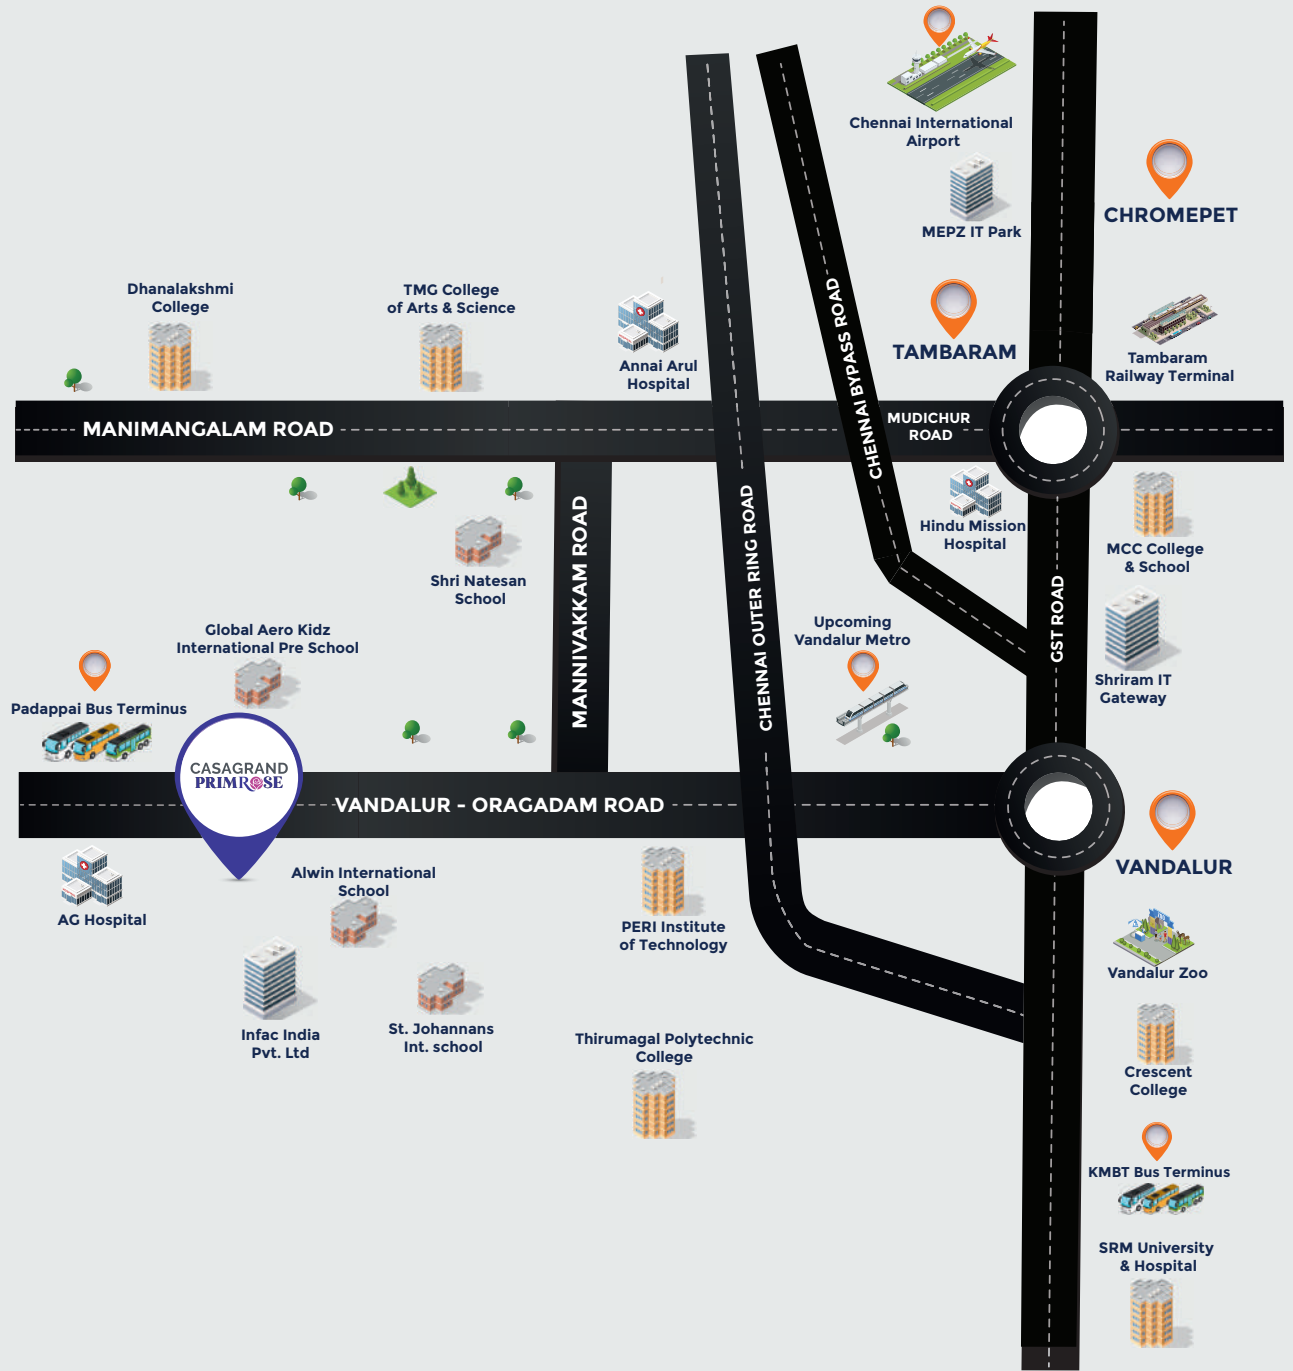 Chennai International
Airport
MEPZ IT Park
CHROMEPET
TAMBARAM
Tambaram
Railway Terminal
Dhanalakshmi
College
TMG College
of Arts & Science
Annai Arul
Hospital
CHENNAI BYPASS ROAD
MANIMANGALAM ROAD
MUDICHUR
ROAD
Hindu Mission
Hospital
MCC College
& School
Shri Natesan
School
MANNIVAKKAM ROAD
CHENNAI OUTER RING ROAD
GST ROAD
Upcoming
Vandalur Metro
Shriram IT
Gateway
Global Aero Kidz
International Pre School
Padappai Bus Terminus
CASAGRAND
PRIMROSE
VANDALUR - ORAGADAM ROAD
VANDALUR
AG Hospital
Alwin International
School
PERI Institute
of Technology
Vandalur Zoo
Infac India
Pvt. Ltd
St. Johannans
Int. school
Thirumagal Polytechnic
College
Crescent
College
KMBT Bus Terminus
SRM University
& Hospital